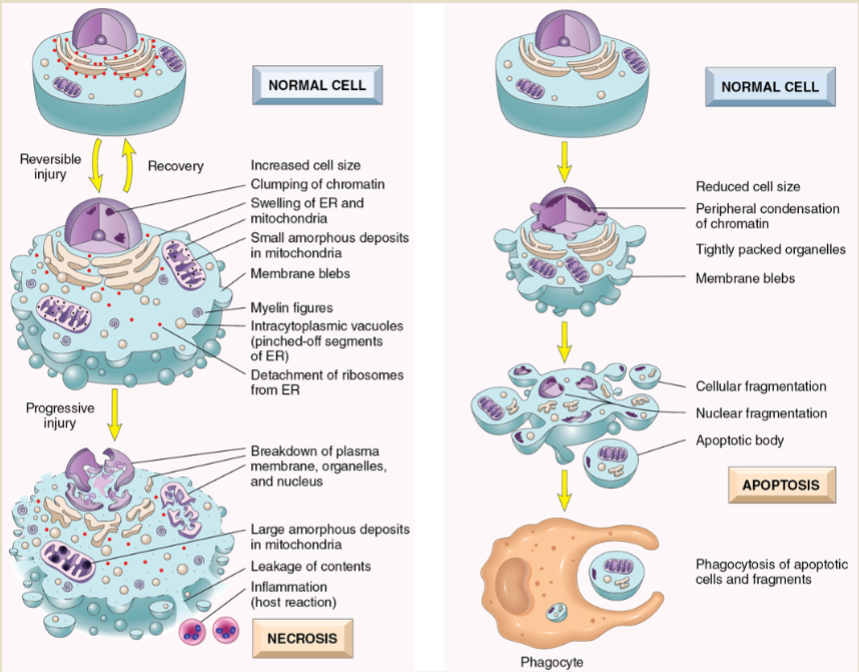 NORMAL CELL
Reversible
injury
Recovery
Increased cell size
Clumping of chromatin
Swelling of ER and
mitochondria
Small amorphous deposits
in mitochondria
Membrane blebs
Myelin figures
Intracytoplasmic vacuoles
(pinched-off segments
of ER)
Detachment of ribosomes
from ER
Progressive
injury
Breakdown of plasma
membrane, organelles,
and nucleus
Large amorphous deposits
in mitochondria
Leakage of contents
Inflammation
(host reaction)
NECROSIS
NORMAL CELL
Reduced cell size
Peripheral condensation
of chromatin
Tightly packed organelles
Membrane blebs
Cellular fragmentation
Nuclear fragmentation
Apoptotic body
APOPTOSIS
Phagocytosis of apoptotic
cells and fragments
Phagocyte